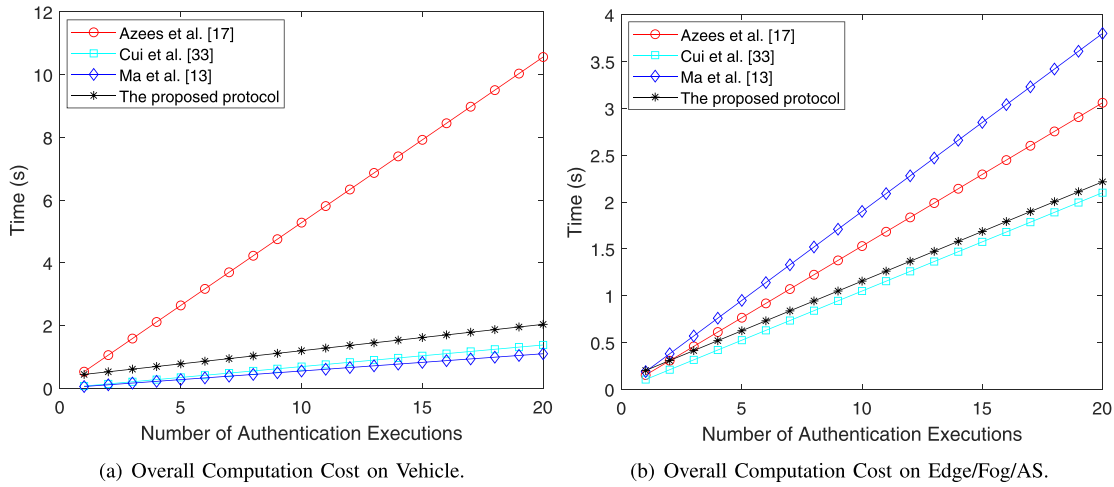 12
10
8
6
4
2
0
Time (s)
Azees et al. [17]
Cui et al. [33]
Ma et al. [13]
The proposed protocol
0
5
10
15
20
Number of Authentication Executions
(a) Overall Computation Cost on Vehicle.
4
3.5
3
2.5
2
1.5
1
0.5
0
Time (s)
Azees et al. [17]
Cui et al. [33]
Ma et al. [13]
The proposed protocol
0
5
10
15
20
Number of Authentication Executions
(b) Overall Computation Cost on Edge/Fog/AS.